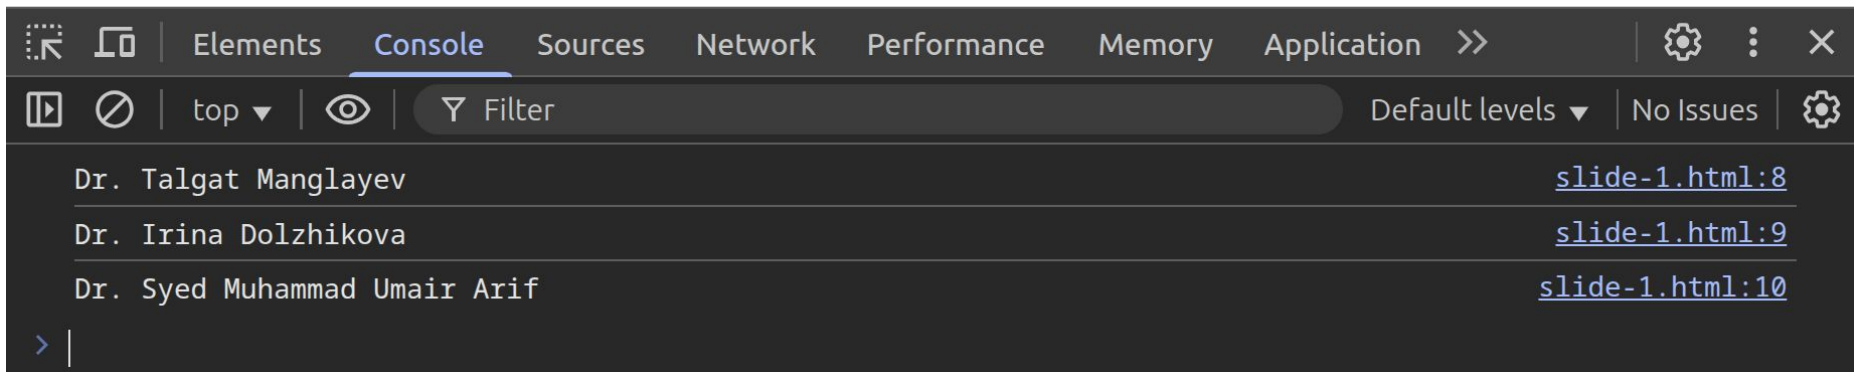 Elements Console Sources Network Performance Memory Application
top Filter Default levels No Issues
Dr. Talgat Manglayev slide-1.html:8
Dr. Irina Dolzhikova slide-1.html:9
Dr. Syed Muhammad Umair Arif slide-1.html:10